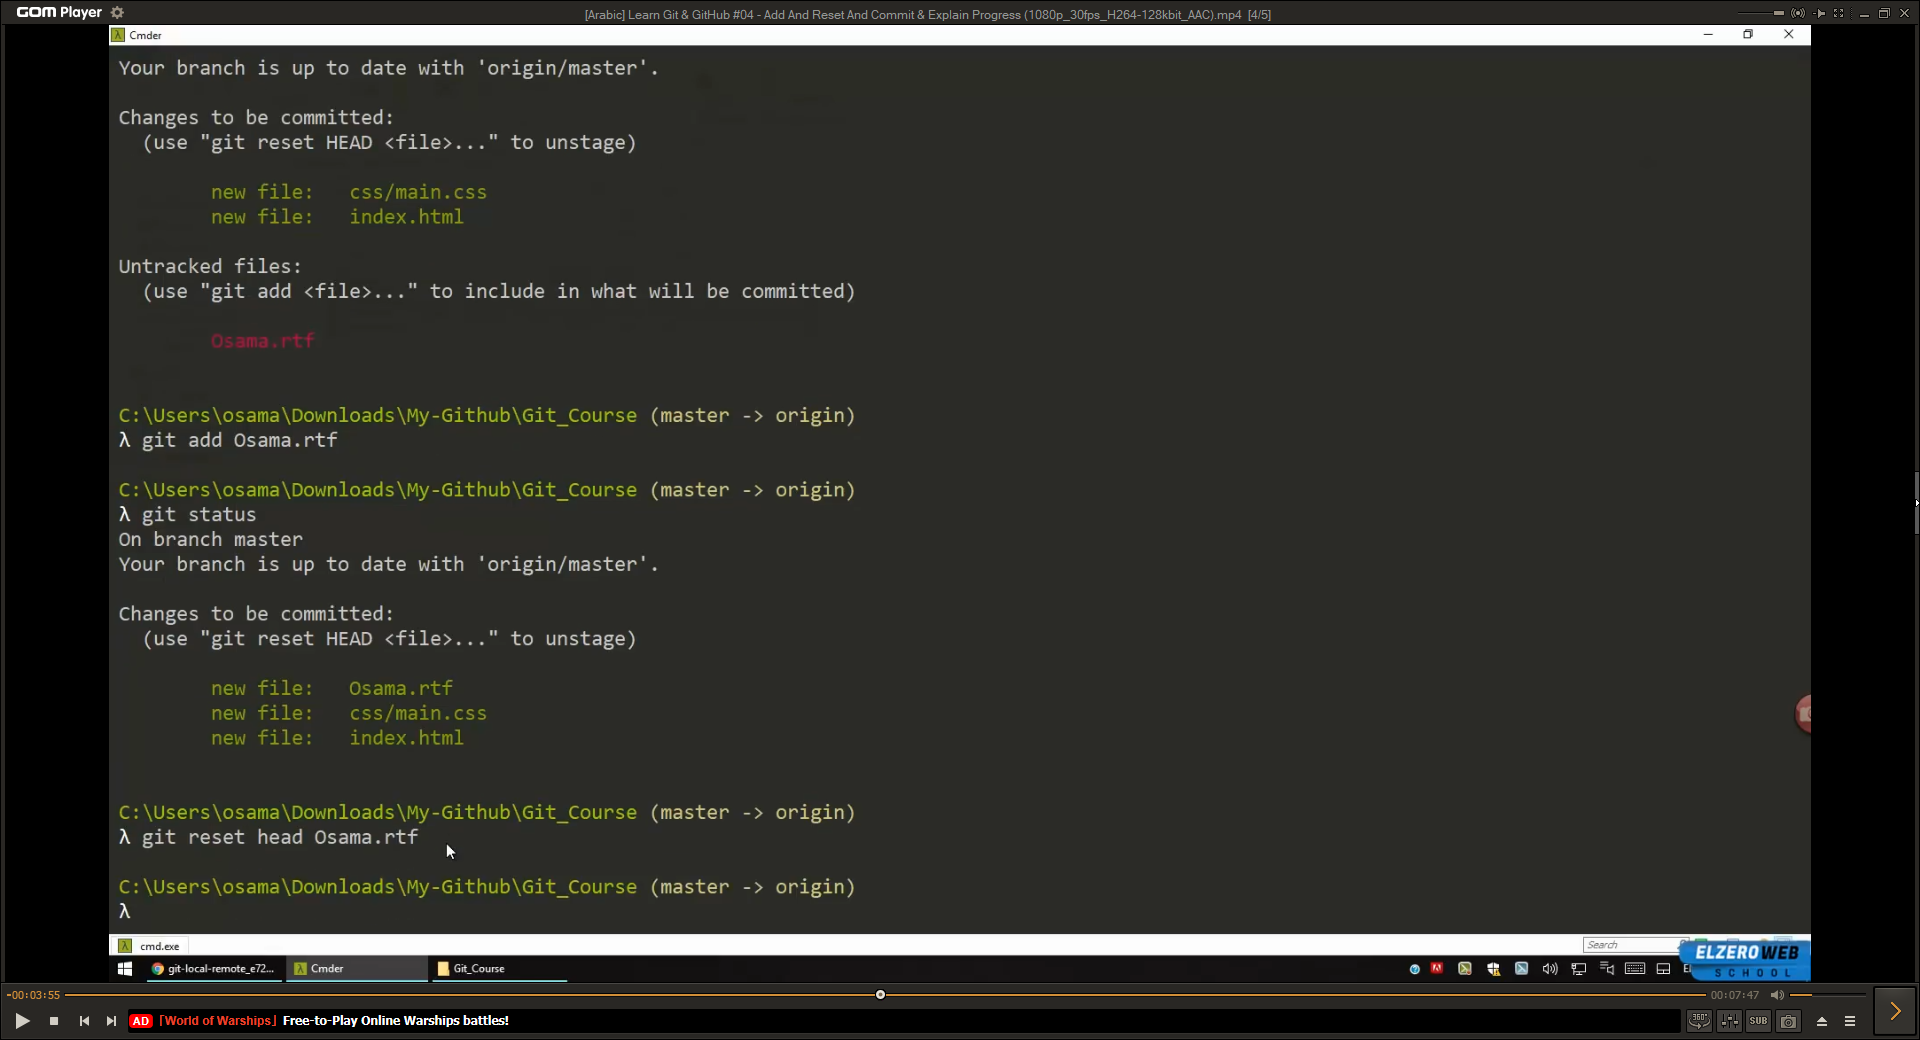 GOM Player
[Arabic] Learn Git & GitHub #04 - Add And Reset And Commit & Explain Progress (1080p_30fps_H264-128kbit_AAC).mp4 [4/5]
Cmder
Your branch is up to date with 'origin/master'.
Changes to be committed:
(use "git reset HEAD <file>..." to unstage)
new file: css/main.css
new file: index.html
Untracked files:
(use "git add <file>..." to include in what will be committed)
Osama.rtf
C:\Users\osama\Downloads\My-Github\Git_Course (master -> origin)
λ git add Osama.rtf
C:\Users\osama\Downloads\My-Github\Git_Course (master -> origin)
λ git status
On branch master
Your branch is up to date with 'origin/master'.
Changes to be committed:
(use "git reset HEAD <file>..." to unstage)
new file: Osama.rtf
new file: css/main.css
new file: index.html
C:\Users\osama\Downloads\My-Github\Git_Course (master -> origin)
λ git reset head Osama.rtf
C:\Users\osama\Downloads\My-Github\Git_Course (master -> origin)
λ
cmd.exe
Search
ELZEROWEB
SCHOOL
git-local-remote_e72...
Cmder
Git_Course
-00:03:55
00:07:47
AD [World of Warships] Free-to-Play Online Warships battles!
360°
SUB